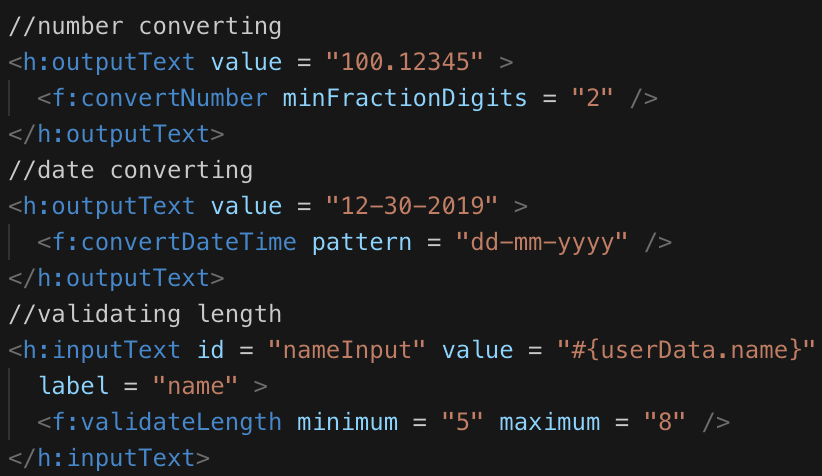 //number converting
<h:outputText value = "100.12345" >
  <f:convertNumber minFractionDigits = "2" />
</h:outputText>
//date converting
<h:outputText value = "12-30-2019" >
  <f:convertDateTime pattern = "dd-mm-yyyy" />
</h:outputText>
//validating length
<h:inputText id = "nameInput" value = "#{userData.name}"
  label = "name" >
  <f:validateLength minimum = "5" maximum = "8" />
</h:inputText>